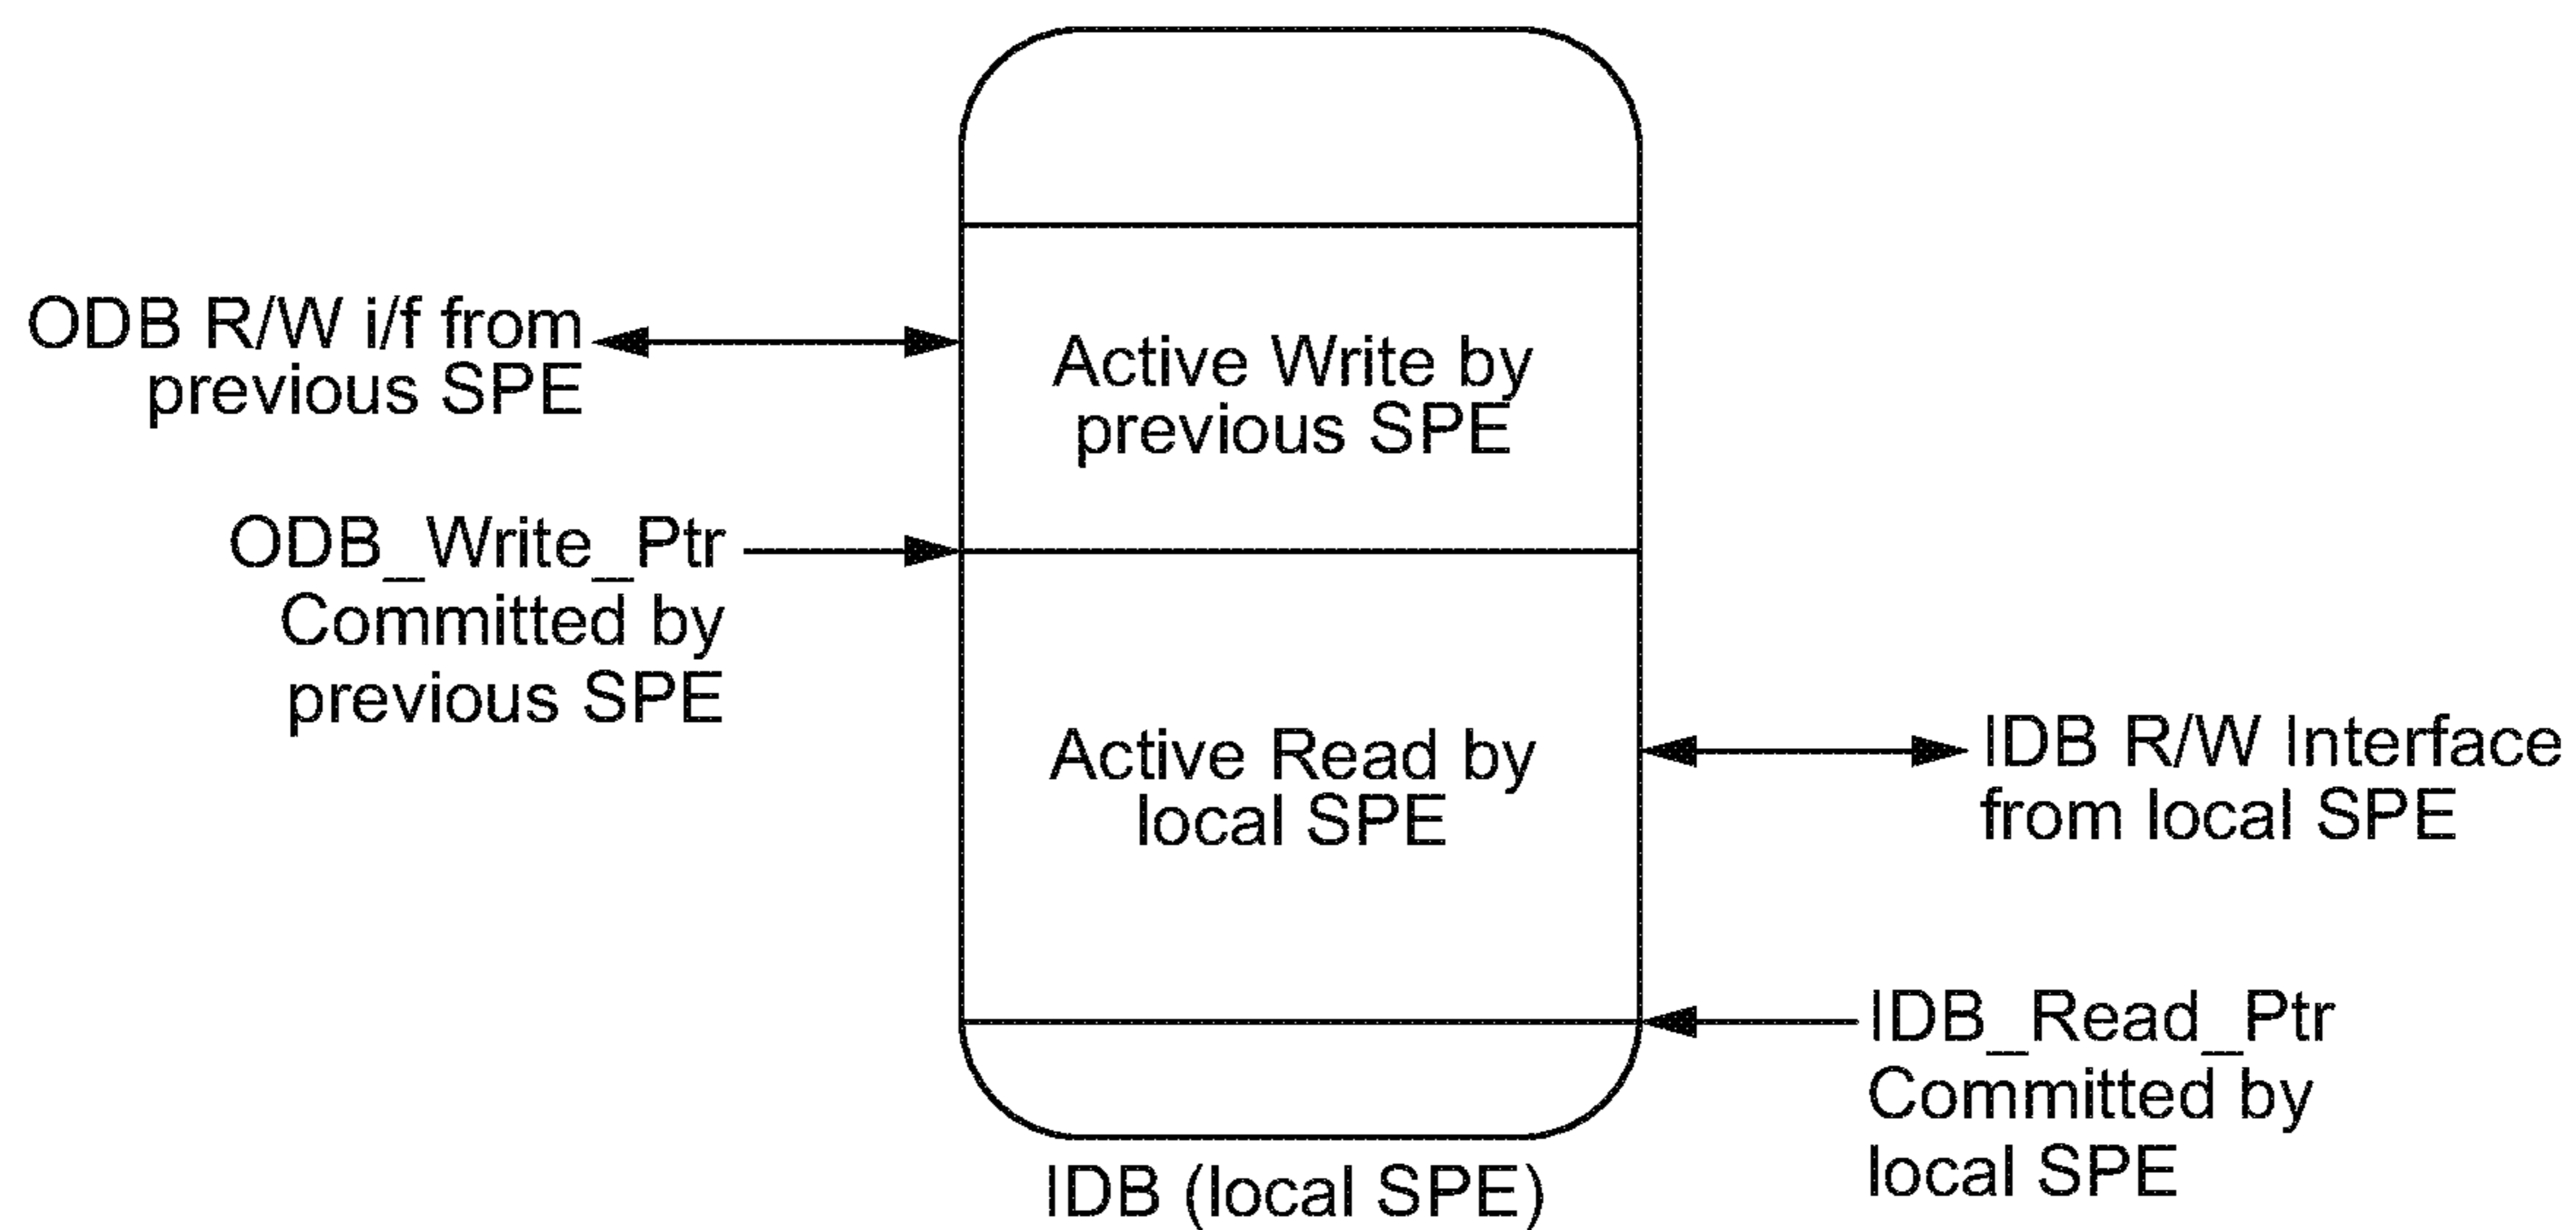 ODB R/W i/f from
previous SPE
Active Write by
previous SPE
ODB_Write_Ptr
Committed by
previous SPE
Active Read by
local SPE
IDB R/W Interface
from local SPE
IDB_Read_Ptr
Committed by
local SPE
IDB (local SPE)